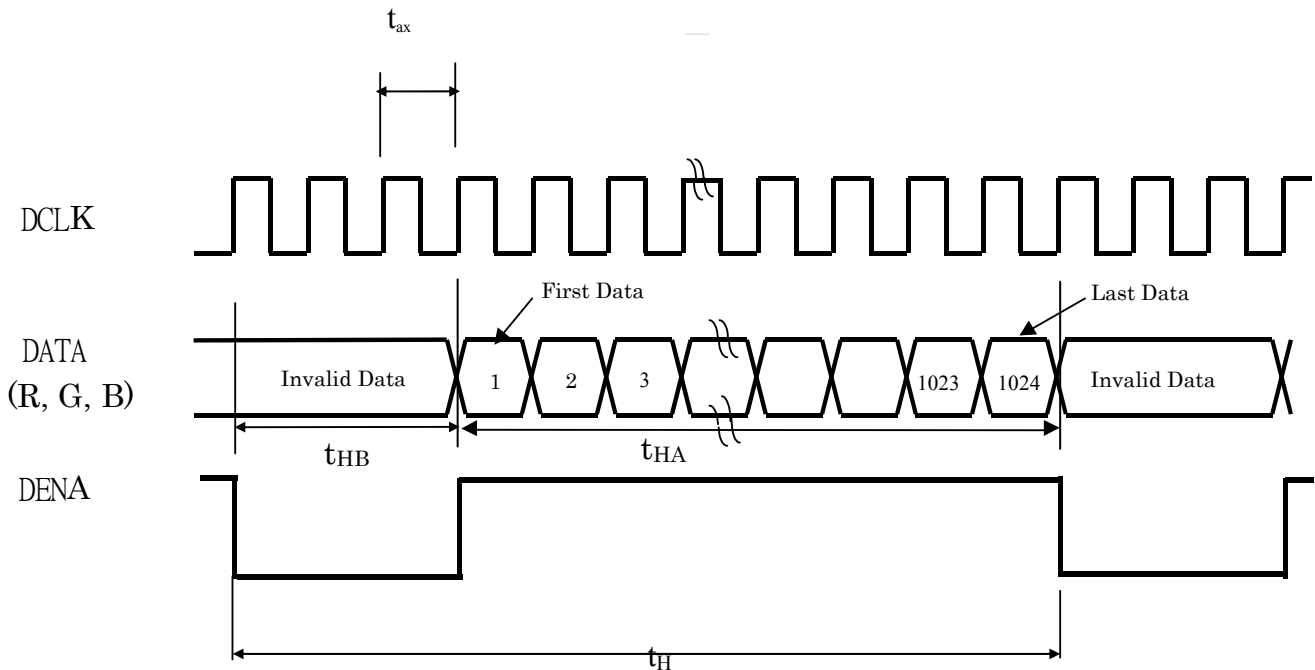 tax
DCLK
First Data
Last Data
DATA
(R, G, B)
Invalid Data
1
2
3
1023
1024
Invalid Data
tHB
tHA
DENA
tH